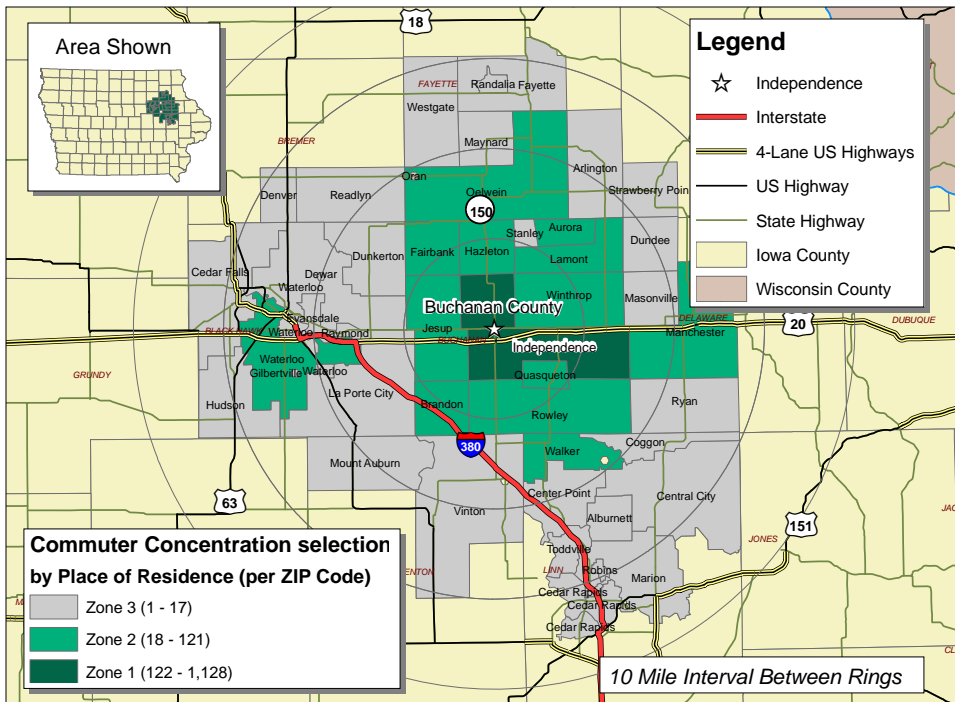 18
Area Shown
Legend
Independence
Interstate
4-Lane US Highways
US Highway
State Highway
Iowa County
Wisconsin County
FAYETTE
Randalia
Fayette
Westgate
BREMER
Maynard
Arlington
Oran
Oelwein
Denver
Readlyn
Strawberry Poin
150
Stanley
Aurora
Dundee
Fairbank
Hazleton
Dunkerton
Lamont
Cedar Falls
Dewar
Waterloo
Winthrop
Masonville
Buchanan County
Evansdale
DELAWARE
BLACK HAWK
Waterloo
Raymond
Jesup
Manchester
20
DUBUQUE
Independence
Waterloo
Gilbertville
Waterloo
GRUNDY
Quasqueton
La Porte City
Hudson
Brandon
Rowley
Ryan
380
Walker
Coggon
Mount Auburn
63
Center Point
Central City
Vinton
Alburnett
151
JONES
Toddville
LINN
Robins
Marion
Cedar Rapids
Cedar Rapids
Cedar Rapids
ENTON
JAC
CL
Commuter Concentration selection
by Place of Residence (per ZIP Code)
Zone 3 (1 - 17)
Zone 2 (18 - 121)
Zone 1 (122 - 1,128)
10 Mile Interval Between Rings